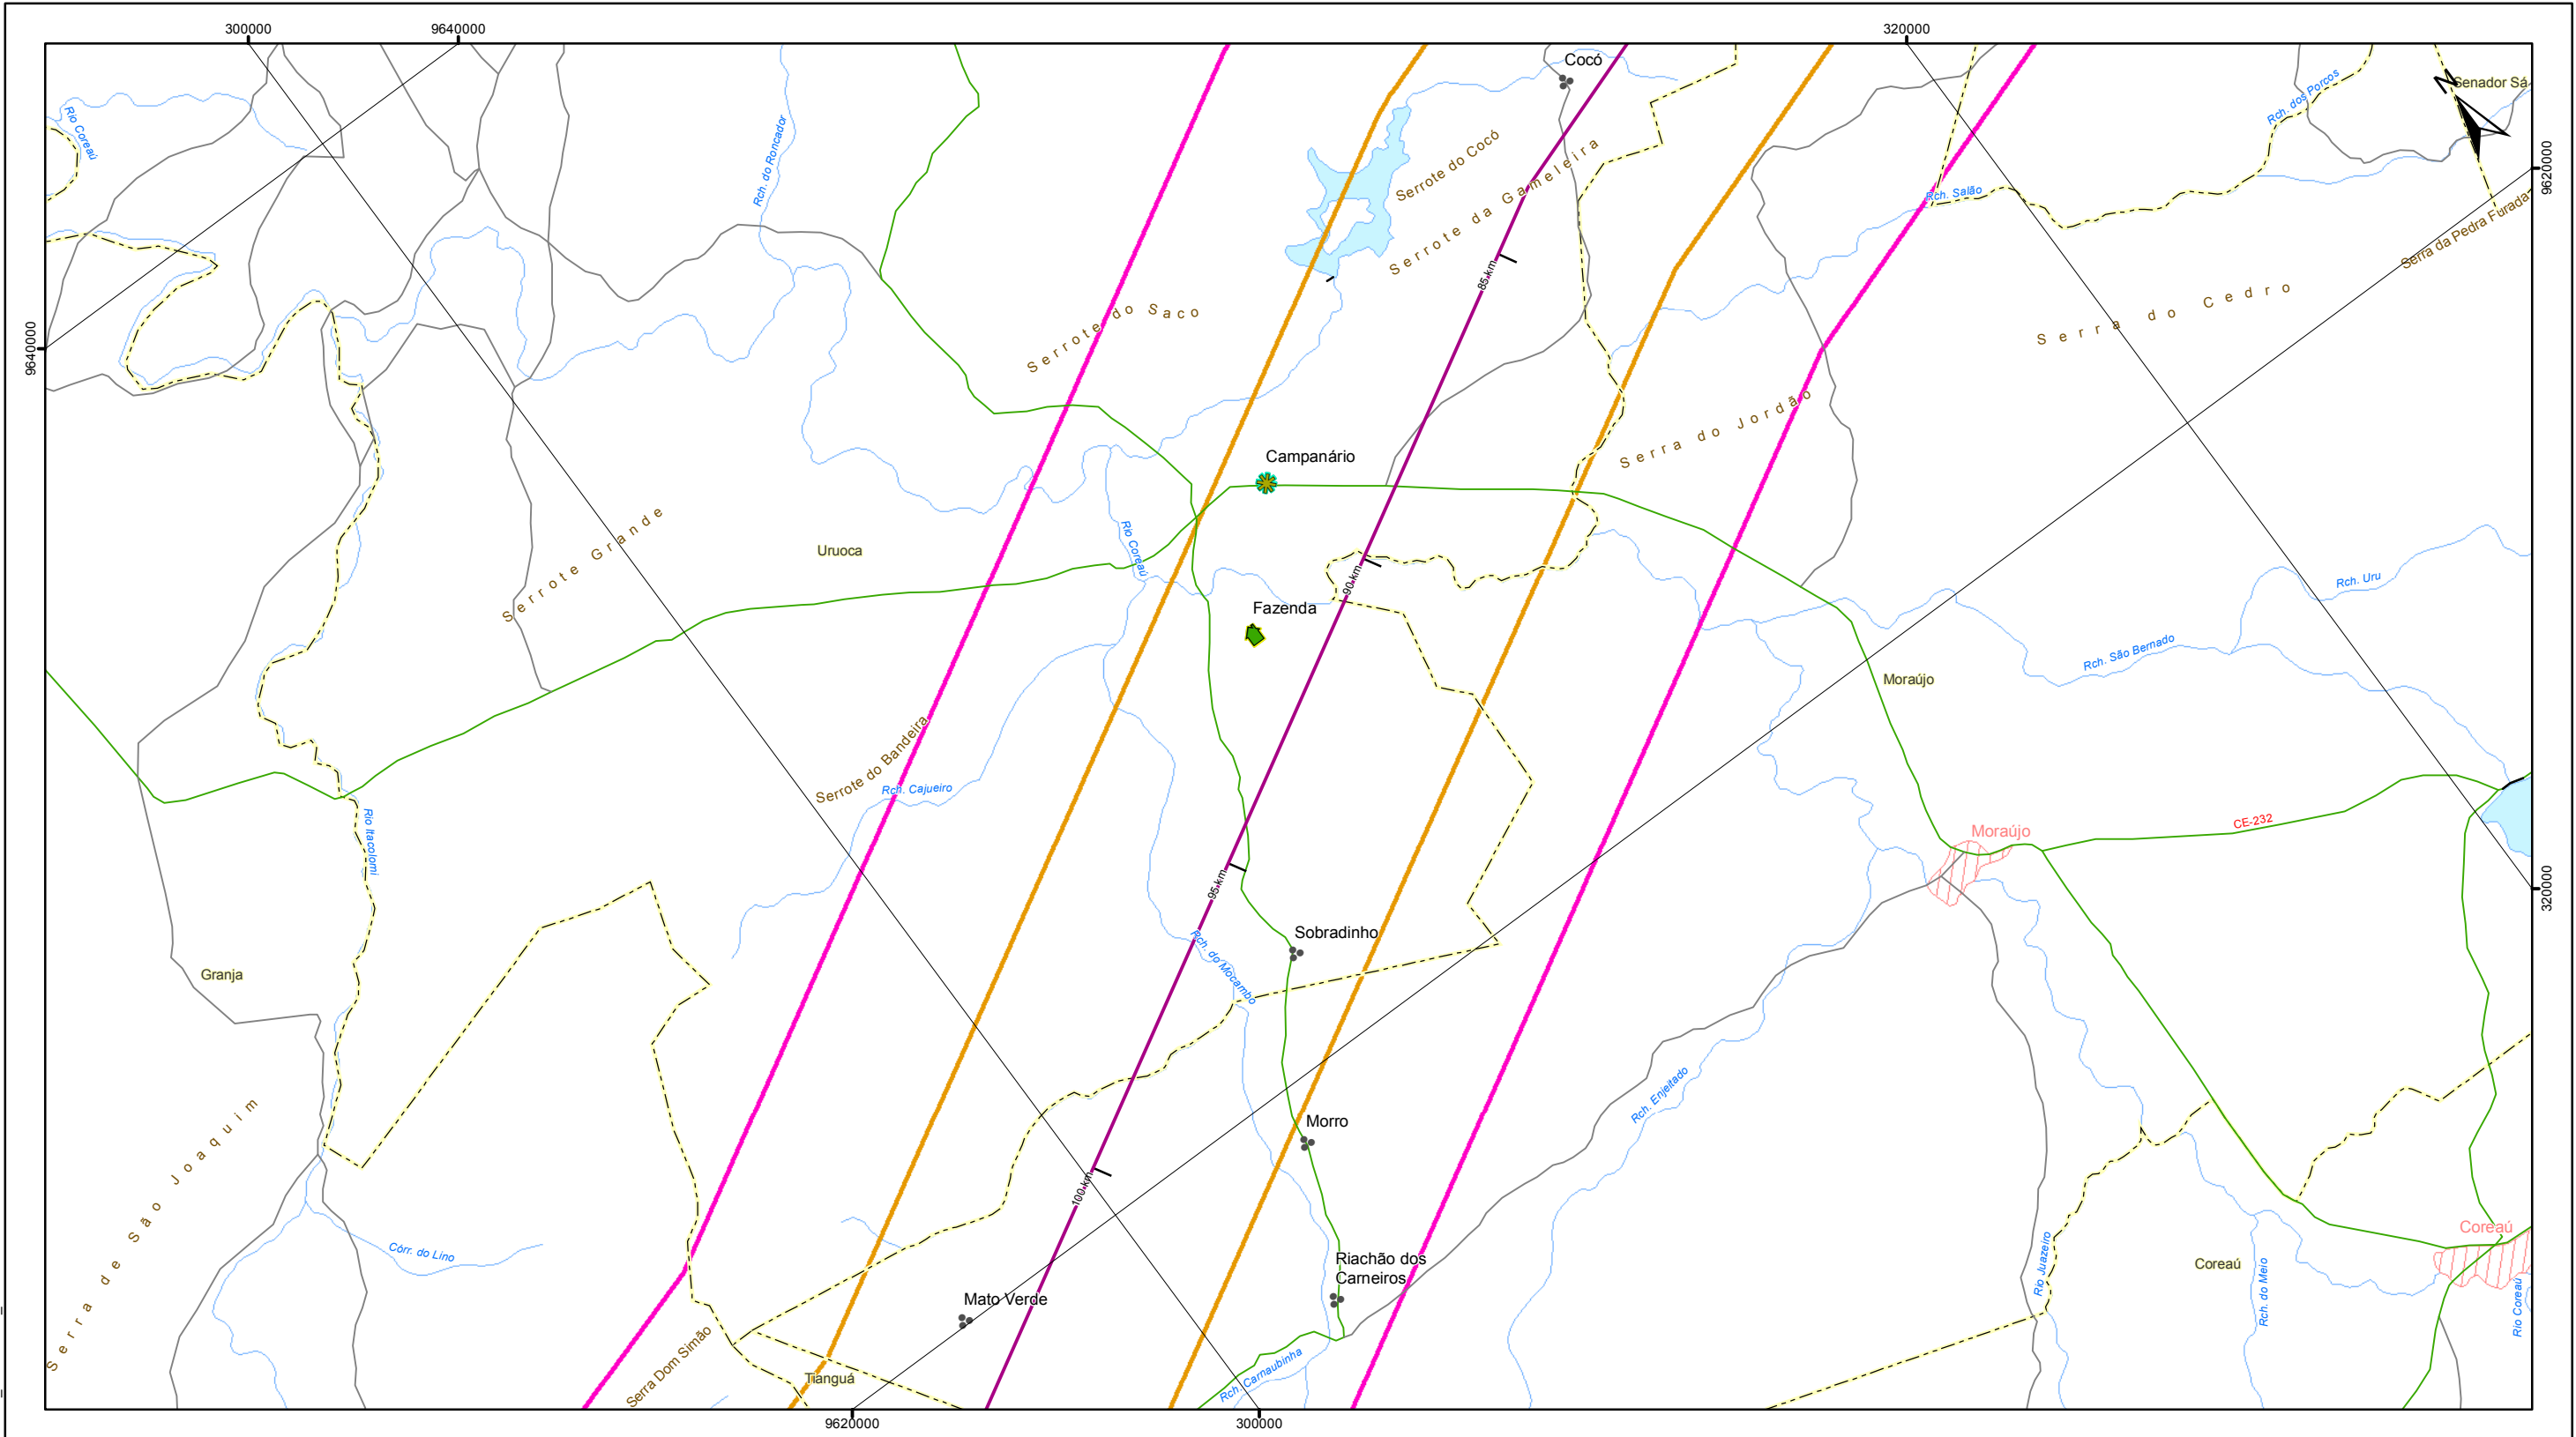 300000
9640000
320000
Cocó
Senador Sá
N
Rio Coreaú
Rch. do Roncador
Rch. dos Porcos
Serrote do Cocó
Serrote da Gameleira
9620000
Rch. Salão
Serra da Pedra Furada
85 km
Serra do Cedro
Serrote do Saco
9640000
Serra do Jordão
Campanário
Serrote Grande
Uruoca
Rio Coreaú
90 km
Rch. Uru
Fazenda
Rch. São Bernado
Moraújo
Serrote do Bandeira
Rch. Cajueiro
Rio Itacolomi
CE-232
Moraújo
95 km
320000
Sobradinho
Rch. do Mocambo
Granja
Rch. Enjeitado
Morro
Serra de São Joaquim
100 km
Coreaú
Córr. do Lino
Riachão dos
Carneiros
Rio Juazeiro
Coreaú
Rch. do Meio
Rio Coreaú
Mato Verde
Serra Dom Simão
Tianguá
Rch. Carnaubinha
9620000
300000